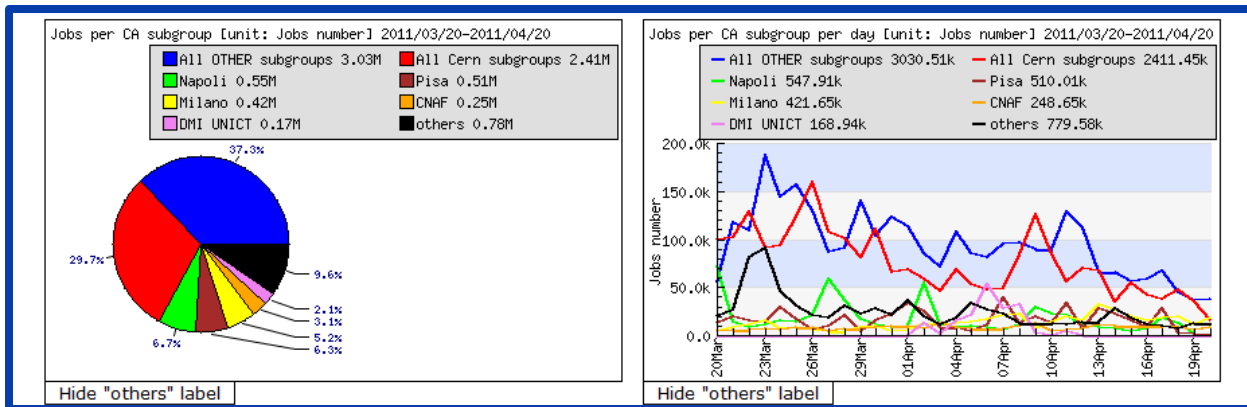 Jobs per CA subgroup [unit: Jobs number] 2011/03/20-2011/04/20
All OTHER subgroups 3.03M All Cern subgroups 2.41M
Napoli 0.55M Pisa 0.51M
Milano 0.42M CNAF 0.25M
DMI UNICT 0.17M others 0.78M
37.3%
29.7%
9.6%
2.1%
3.1%
5.2%
6.3%
6.7%
Hide "others" label
Jobs per CA subgroup per day [unit: Jobs number] 2011/03/20-2011/04/20
All OTHER subgroups 3030.51k All Cern subgroups 2411.45k
Napoli 547.91k Pisa 510.01k
Milano 421.65k CNAF 248.65k
DMI UNICT 168.94k others 779.58k
200.0k
150.0k
100.0k
50.0k
0.0
Jobs number
20Mar 23Mar 26Mar 29Mar 01Apr 04Apr 07Apr 10Apr 13Apr 16Apr 19Apr
Hide "others" label